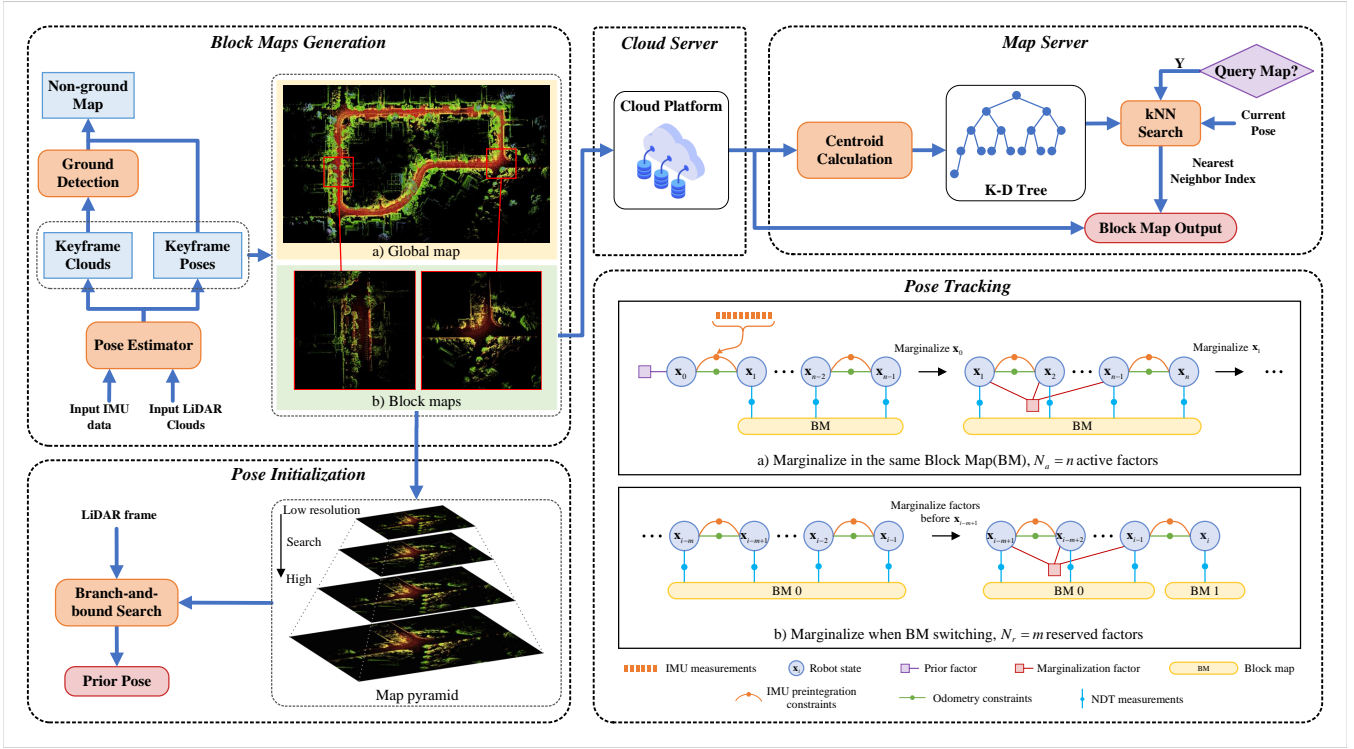 Block Maps Generation
Non-ground
Map
Ground
Detection
Keyframe
Clouds
Keyframe
Poses
Pose Estimator
Input IMU
data
Input LiDAR
Clouds
a) Global map
b) Block maps
Cloud Server
Cloud Platform
Map Server
Centroid
Calculation
K-D Tree
Y
Query Map?
kNN
Search
Current
Pose
Nearest
Neighbor Index
Block Map Output
Pose Initialization
LiDAR frame
Branch-and-
bound Search
Prior Pose
Low resolution
Search
High
Map pyramid
Pose Tracking
x₀
x₁
xₙ₋₂
xₙ₋₁
BM
Marginalize x₀
x₁
x₂
xₙ₋₁
xₙ
BM
Marginalize x₁
a) Marginalize in the same Block Map(BM), Nₐ = n active factors
xᵢ₋ₘ
xᵢ₋ₘ₊₁
xᵢ₋₂
xᵢ₋₁
BM 0
Marginalize factors
before xᵢ₋ₘ₊₁
xᵢ₋ₘ₊₁
xᵢ₋ₘ₊₂
xᵢ₋₁
xᵢ
BM 0
BM 1
b) Marginalize when BM switching, Nᵣ = m reserved factors
IMU measurements
xᵢ Robot state
Prior factor
Marginalization factor
BM Block map
IMU preintegration
constraints
Odometry constraints
NDT measurements